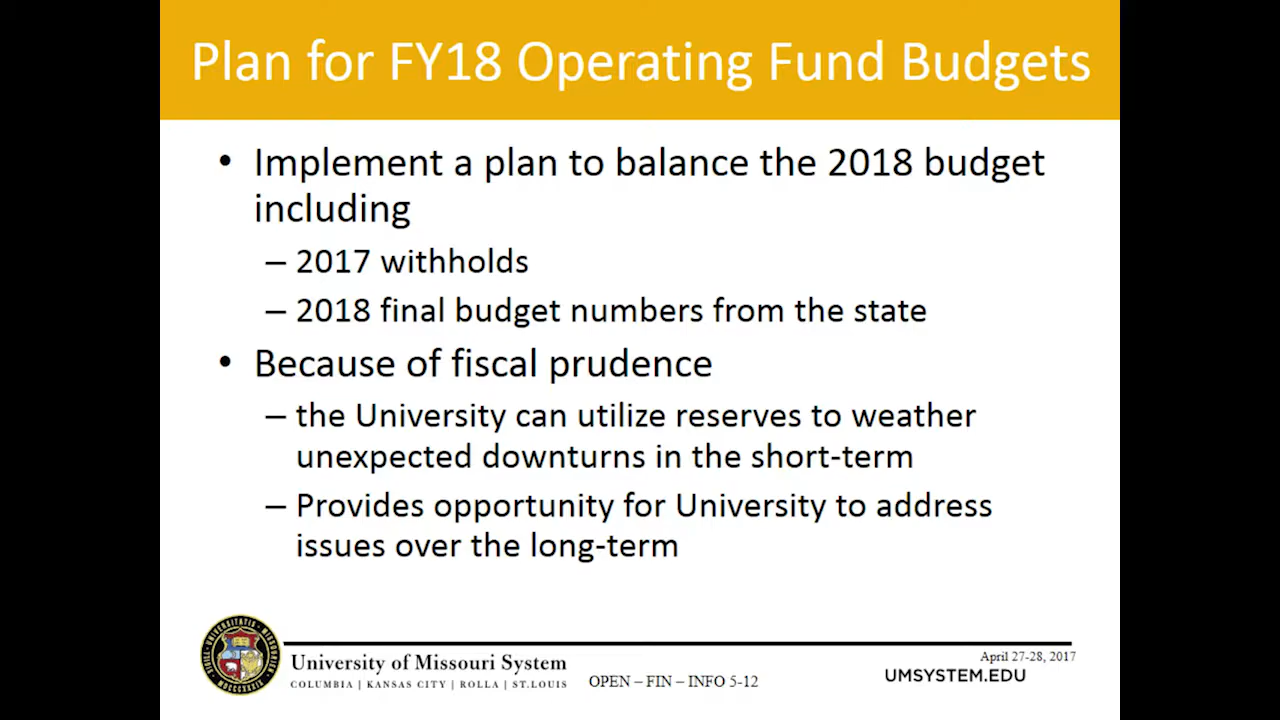 Plan for FY18 Operating Fund Budgets
• Implement a plan to balance the 2018 budget
including
– 2017 withholds
– 2018 final budget numbers from the state
• Because of fiscal prudence
– the University can utilize reserves to weather
unexpected downturns in the short-term
– Provides opportunity for University to address
issues over the long-term
University of Missouri System
COLUMBIA | KANSAS CITY | ROLLA | ST.LOUIS
OPEN – FIN – INFO 5-12
April 27-28, 2017
UMSYSTEM.EDU